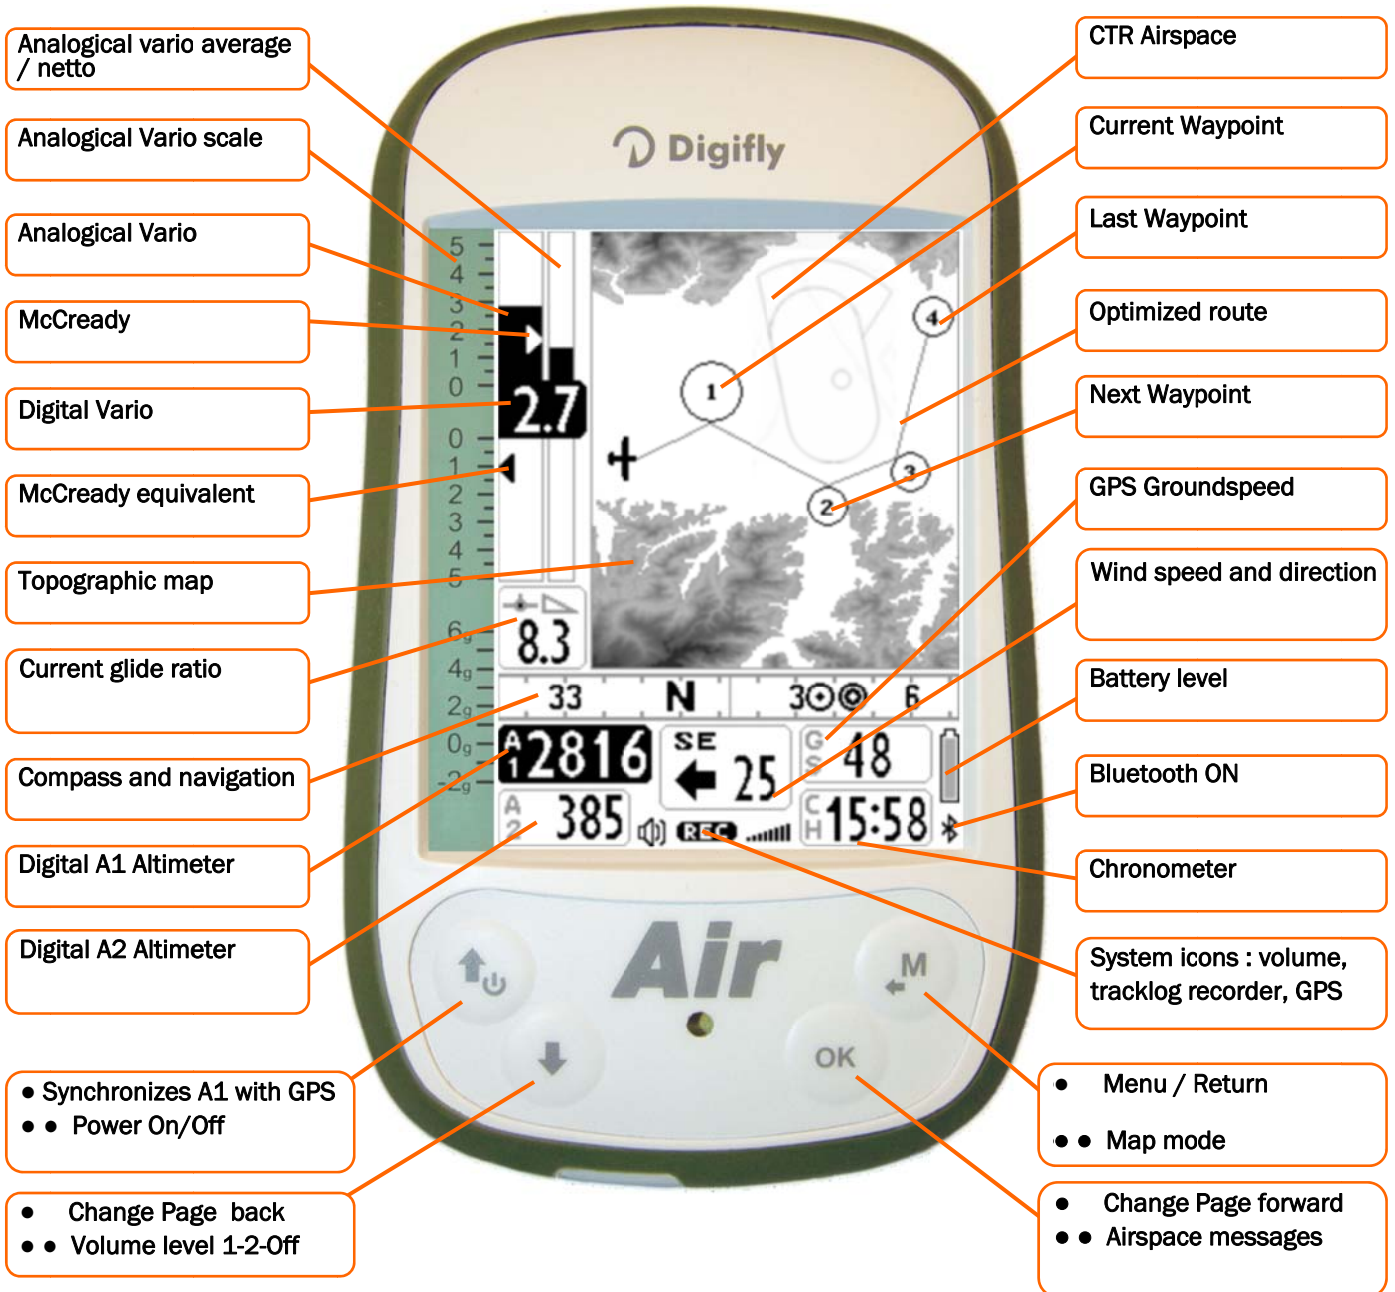 Analogical vario average
/ netto
Analogical Vario scale
Analogical Vario
McCready
Digital Vario
McCready equivalent
Topographic map
Current glide ratio
Compass and navigation
Digital A1 Altimeter
Digital A2 Altimeter
● Synchronizes A1 with GPS
● ● Power On/Off
● Change Page back
● ● Volume level 1-2-Off
Digifly
5
4
3
2
1
0
0
1
2
3
4
5
6g
4g
2g
0g
-2g
2.7
1
2
3
4
8.3
33 N 3 6
A1 2816
SE
25
GS 48
A2 385
REC
CH 15:58
Air
M
OK
CTR Airspace
Current Waypoint
Last Waypoint
Optimized route
Next Waypoint
GPS Groundspeed
Wind speed and direction
Battery level
Bluetooth ON
Chronometer
System icons : volume,
tracklog recorder, GPS
● Menu / Return
● ● Map mode
● Change Page forward
● ● Airspace messages